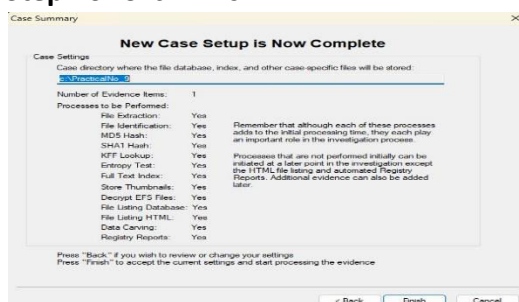 Case Summary
New Case Setup is Now Complete
Case Settings
Case directory where the file database, index, and other case-specific files will be stored:
c:\PracticalNo_9
Number of Evidence Items: 1
Processes to be Performed:
File Extraction: Yes
File Identification: Yes
MD5 Hash: Yes
SHA1 Hash: Yes
KFF Lookup: Yes
Entropy Test: Yes
Full Text Index: Yes
Store Thumbnails: Yes
Decrypt EFS Files: Yes
File Listing Database: Yes
File Listing HTML: Yes
Data Carving: Yes
Registry Reports: Yes
Remember that although each of these processes
adds to the initial processing time, they each play
an important role in the investigation process.
Processes that are not performed initially can be
initiated at a later point in the investigation except
the HTML file listing and automated Registry
Reports. Additional evidence can also be added
later.
Press "Back" if you wish to review or change your settings
Press "Finish" to accept the current settings and start processing the evidence
< Back Finish Cancel